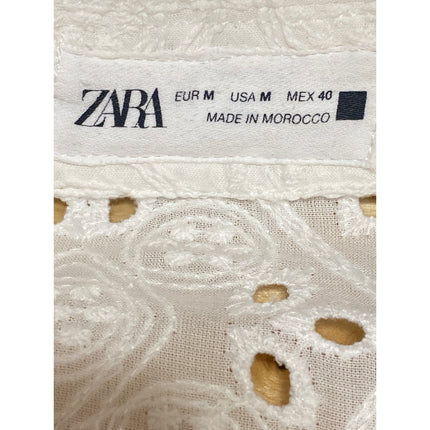 ZARA EUR M USA M MEX 40
MADE IN MOROCCO